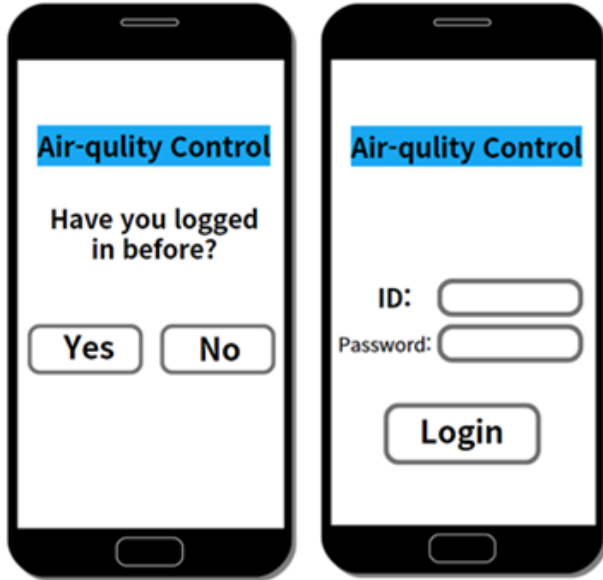 Air-qulity Control
Have you logged
in before?
Yes
No
Air-qulity Control
ID:
Password:
Login